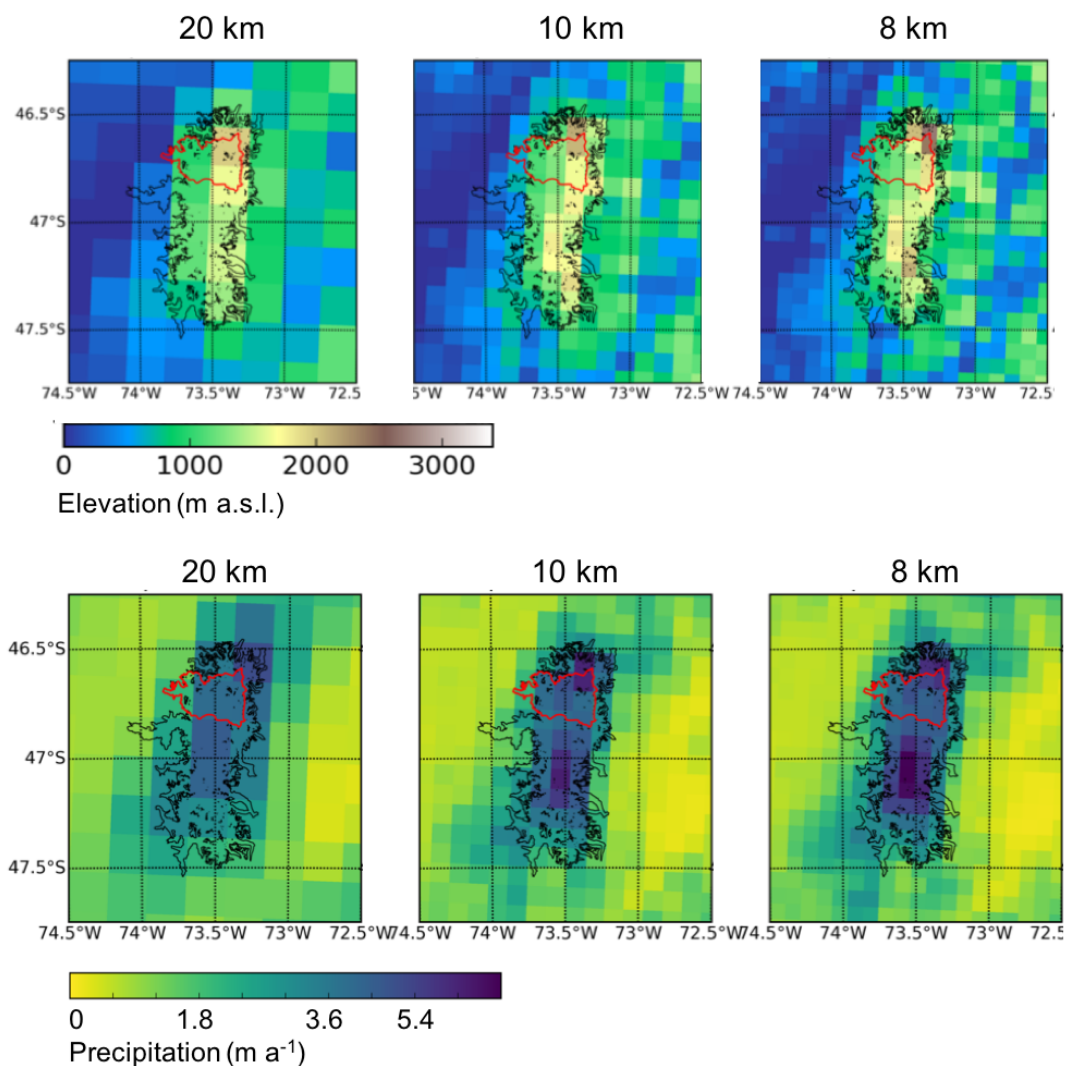 20 km 10 km 8 km
46.5°S
47°S
47.5°S
74.5°W 74°W 73.5°W 73°W 72.5°W 5°W 74°W 73.5°W 73°W 72.5°W 74.5°W 74°W 73.5°W 73°W 72.5°
0 1000 2000 3000
Elevation (m a.s.l.)
20 km 10 km 8 km
46.5°S
47°S
47.5°S
74.5°W 74°W 73.5°W 73°W 72.5°W 74.5°W 74°W 73.5°W 73°W 72.5°W 74.5°W 74°W 73.5°W 73°W 72.5
0 1.8 3.6 5.4
Precipitation (m a⁻¹)